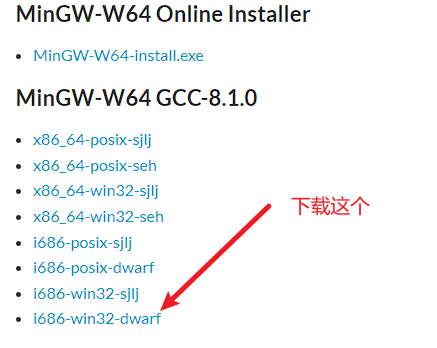 MinGW-W64 Online Installer
MinGW-W64-install.exe
MinGW-W64 GCC-8.1.0
x86_64-posix-sjlj
x86_64-posix-seh
x86_64-win32-sjlj
x86_64-win32-seh
i686-posix-sjlj
i686-posix-dwarf
i686-win32-sjlj
i686-win32-dwarf
下载这个